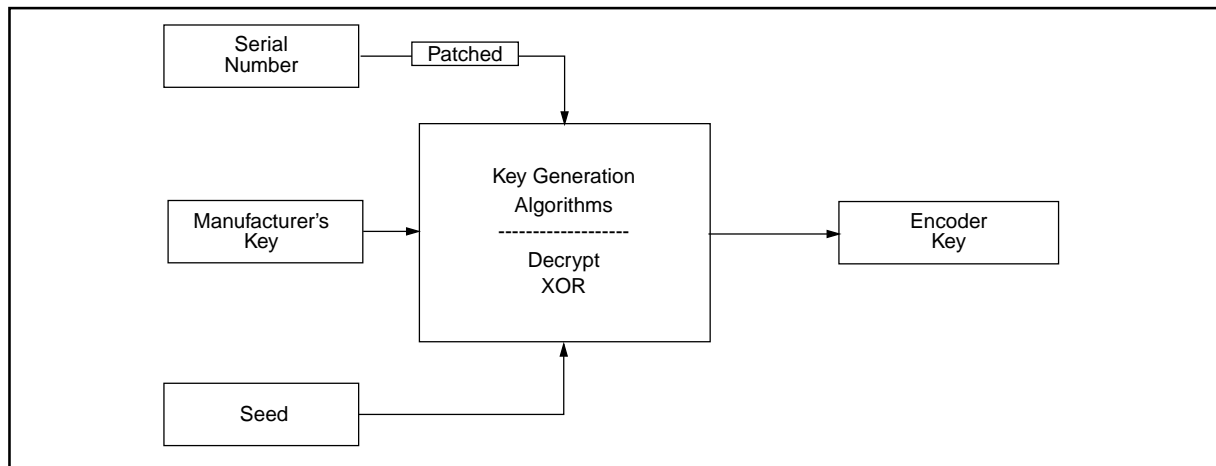 Serial
Number
Patched
Key Generation
Algorithms
--------------------
Decrypt
XOR
Manufacturer's
Key
Encoder
Key
Seed